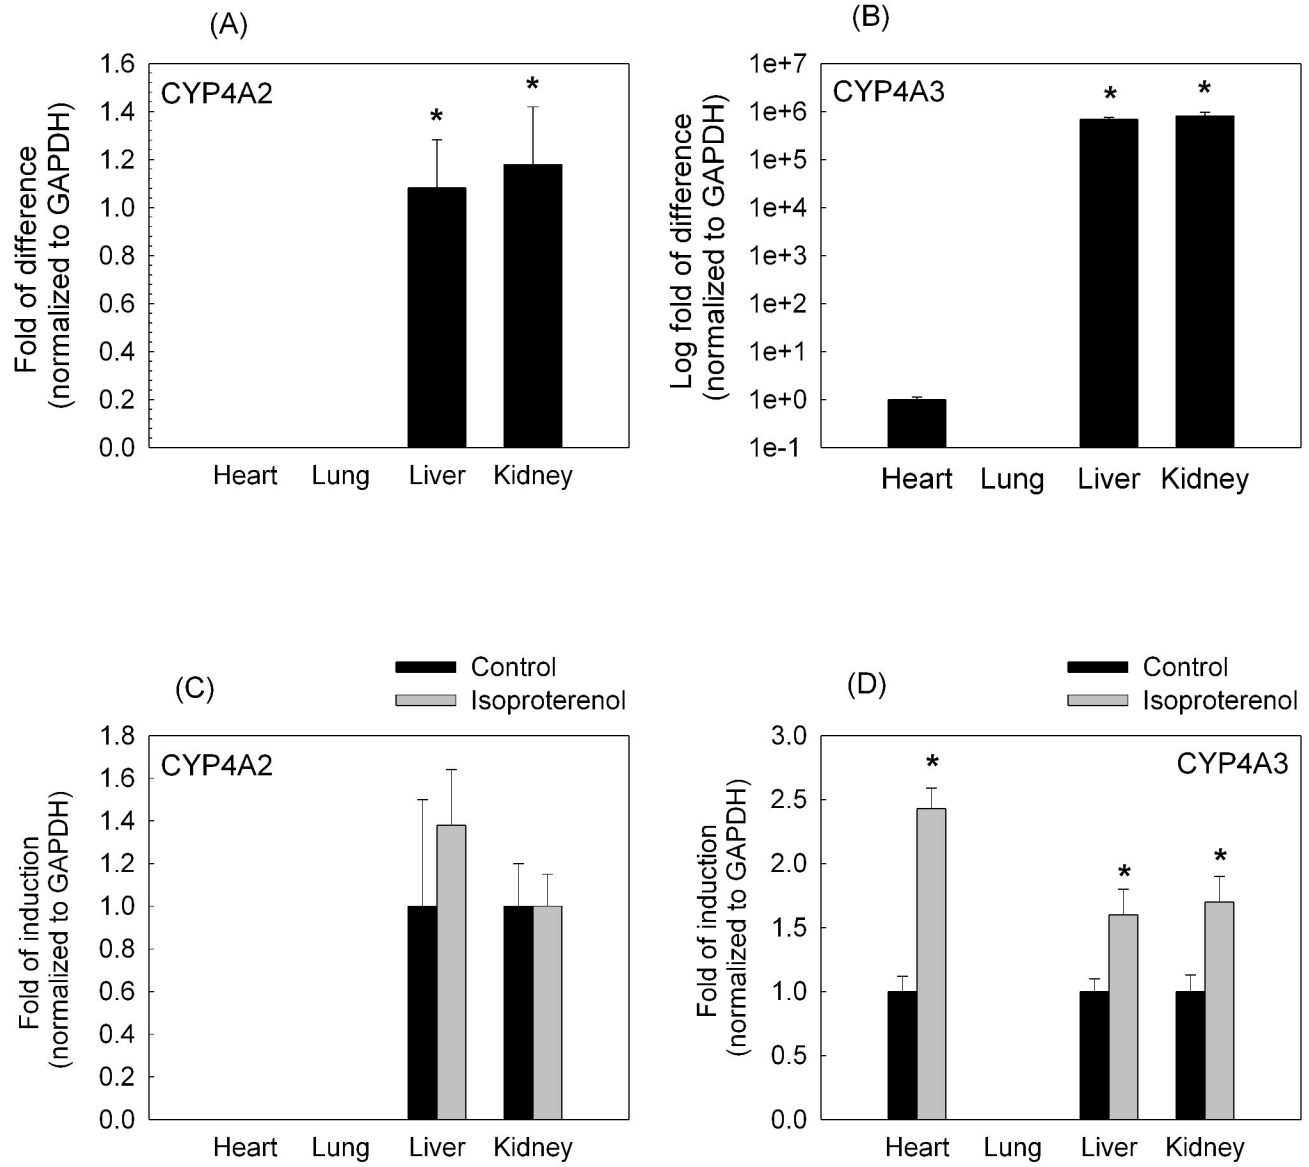 (A)
CYP4A2
Fold of difference
(normalized to GAPDH)
1.6
1.4
1.2
1.0
0.8
0.6
0.4
0.2
0.0
*
*
Heart Lung Liver Kidney
(B)
CYP4A3
Log fold of difference
(normalized to GAPDH)
1e+7
1e+6
1e+5
1e+4
1e+3
1e+2
1e+1
1e+0
1e-1
*
*
Heart Lung Liver Kidney
(C)
Control
Isoproterenol
CYP4A2
Fold of induction
(normalized to GAPDH)
1.8
1.6
1.4
1.2
1.0
0.8
0.6
0.4
0.2
0.0
Heart Lung Liver Kidney
(D)
Control
Isoproterenol
CYP4A3
Fold of induction
(normalized to GAPDH)
3.0
2.5
2.0
1.5
1.0
0.5
0.0
*
*
*
Heart Lung Liver Kidney